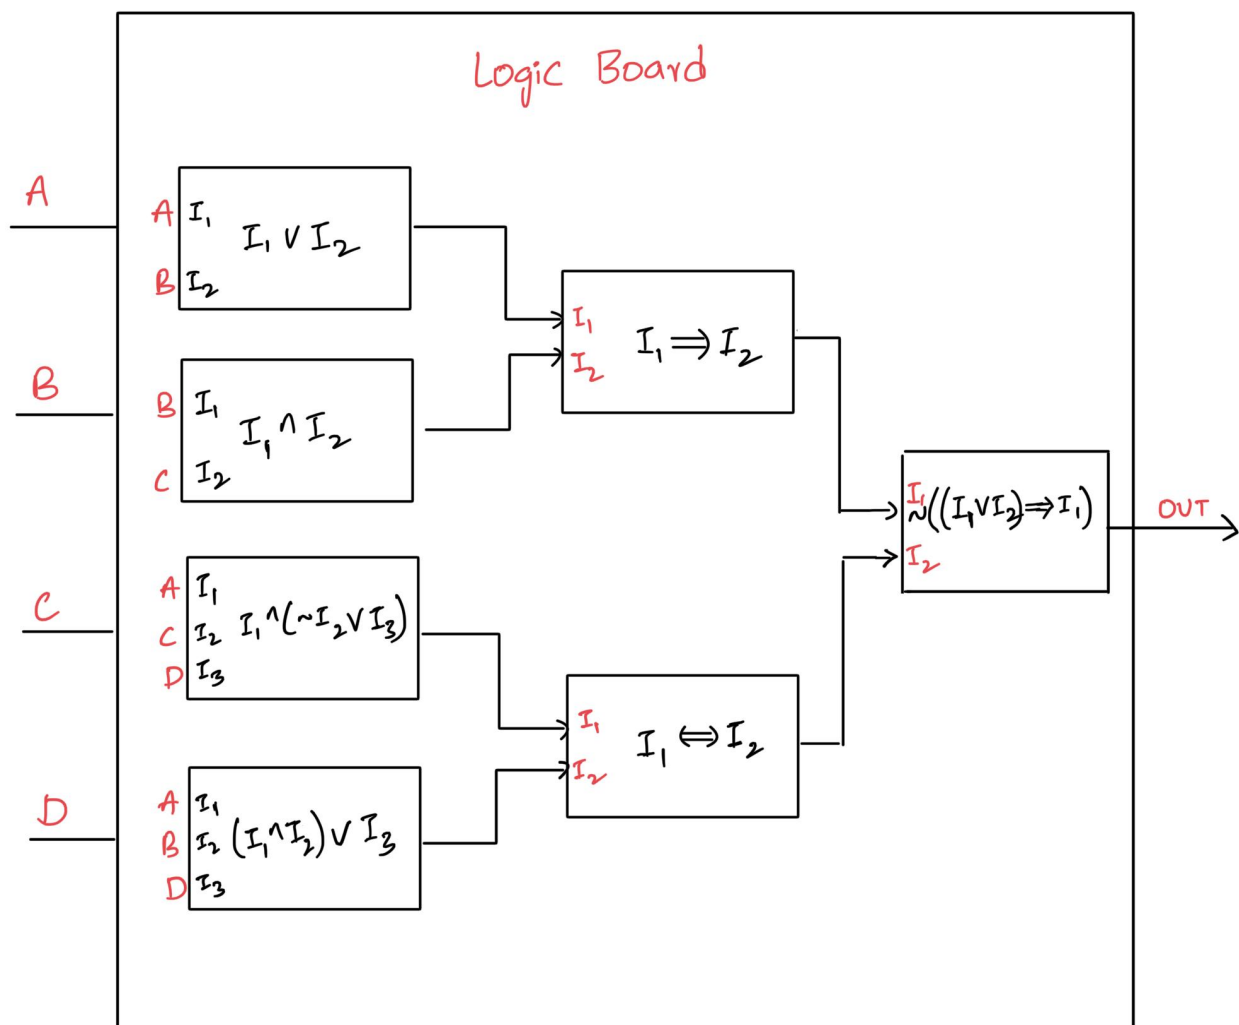 Logic Board
A
A I₁
I₁ ∨ I₂
B I₂
B
B I₁
I₁ ∧ I₂
C I₂
I₁
I₂
I₁ ⇒ I₂
C
A I₁
C I₂
D I₃
I₁ ∧ (~I₂ ∨ I₃)
D
A I₁
B I₂
D I₃
(I₁ ∧ I₂) ∨ I₃
I₁
I₂
I₁ ⇔ I₂
I₁
~((I₁ ∨ I₂) ⇒ I₁)
I₂
OUT